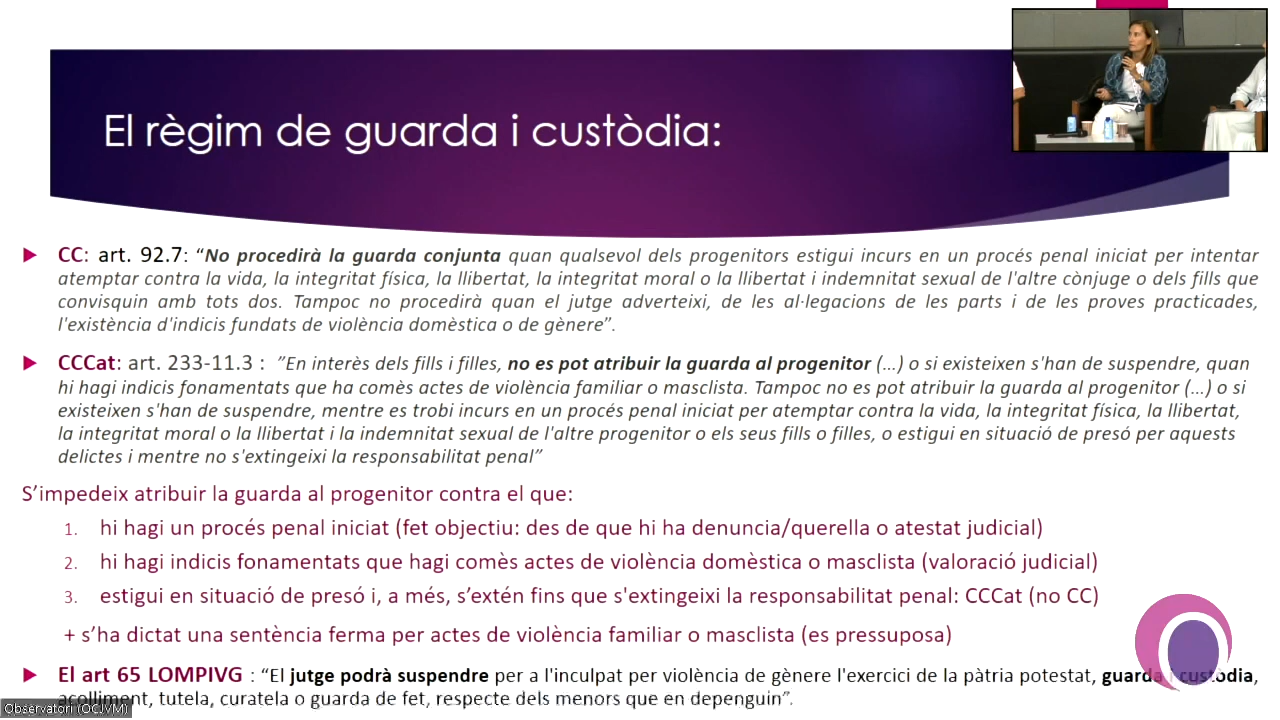 El règim de guarda i custòdia:
CC: art. 92.7: “No procedirà la guarda conjunta quan qualsevol dels progenitors estigui incurs en un procés penal iniciat per intentar
atemptar contra la vida, la integritat física, la llibertat, la integritat moral o la llibertat i indemnitat sexual de l'altre cònjuge o dels fills que
convisquin amb tots dos. Tampoc no procedirà quan el jutge adverteixi, de les al·legacions de les parts i de les proves practicades,
l'existència d'indicis fundats de violència domèstica o de gènere”.
CCCat: art. 233-11.3 : ”En interès dels fills i filles, no es pot atribuir la guarda al progenitor (...) o si existeixen s'han de suspendre, quan
hi hagi indicis fonamentats que ha comès actes de violència familiar o masclista. Tampoc no es pot atribuir la guarda al progenitor (...) o si
existeixen s'han de suspendre, mentre es trobi incurs en un procés penal iniciat per atemptar contra la vida, la integritat física, la llibertat,
la integritat moral o la llibertat i la indemnitat sexual de l'altre progenitor o els seus fills o filles, o estigui en situació de presó per aquests
delictes i mentre no s'extingeixi la responsabilitat penal”
S’impedeix atribuir la guarda al progenitor contra el que:
1. hi hagi un procés penal iniciat (fet objectiu: des de que hi ha denuncia/querella o atestat judicial)
2. hi hagi indicis fonamentats que hagi comès actes de violència domèstica o masclista (valoració judicial)
3. estigui en situació de presó i, a més, s’extén fins que s'extingeixi la responsabilitat penal: CCCat (no CC)
+ s’ha dictat una sentència ferma per actes de violència familiar o masclista (es pressuposa)
El art 65 LOMPIVG : “El jutge podrà suspendre per a l'inculpat per violència de gènere l'exercici de la pàtria potestat, guarda i custòdia,
acolliment, tutela, curatela o guarda de fet, respecte dels menors que en depenguin”.
Observatori (OCJVM)